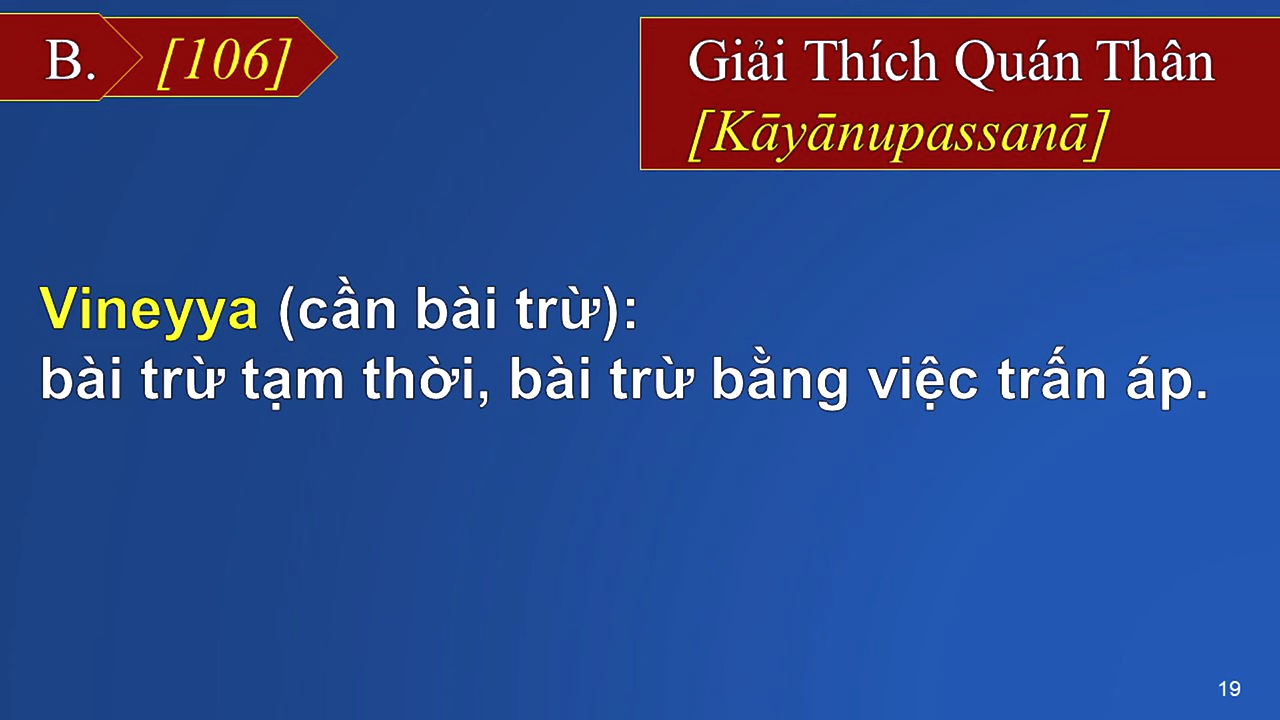 B. [106]
Giải Thích Quán Thân
[Kāyānupassanā]
Vineyya (cần bài trừ):
bài trừ tạm thời, bài trừ bằng việc trấn áp.
19